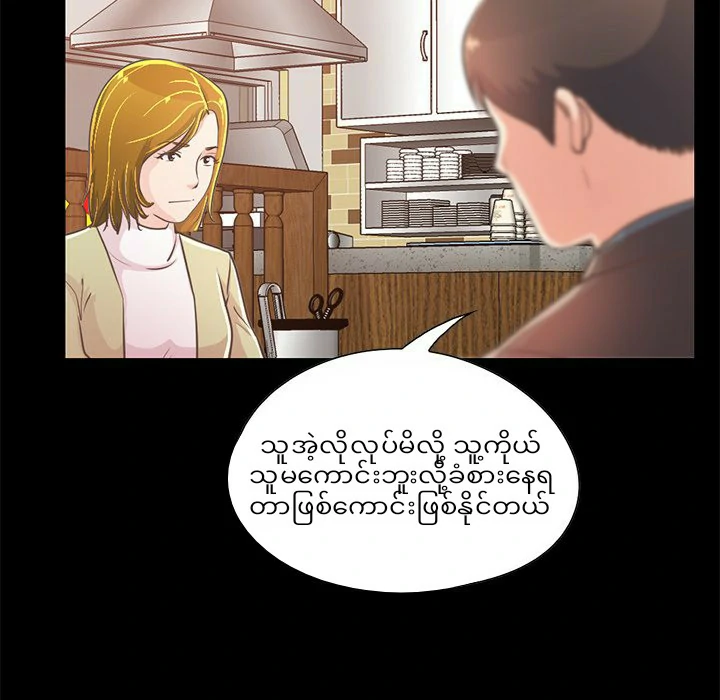 သူအဲ့လိုလုပ်မိလို့ သူ့ကိုယ်
သူမကောင်းဘူးလို့ခံစားနေရ
တာဖြစ်ကောင်းဖြစ်နိုင်တယ်